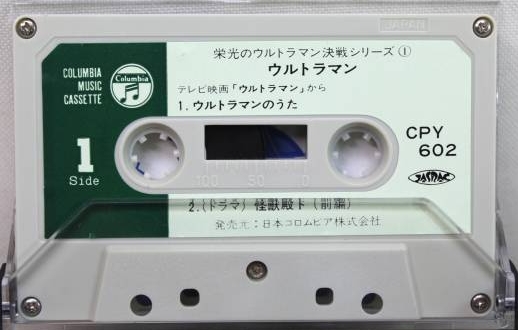 JAPAN
栄光のウルトラマン決戦シリーズ①
ウルトラマン
テレビ映画「ウルトラマン」から
1. ウルトラマンのうた
COLUMBIA
MUSIC
CASSETTE
Columbia
1
Side
CPY
602
JASRAC
100 50 0
2.〈ドラマ〉怪獣殿下(前編)
発売元:日本コロムビア株式会社